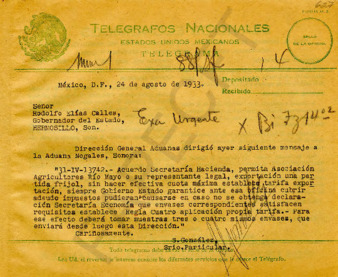 TELEGRAFOS NACIONALES
ESTADOS UNIDOS MEXICANOS
TELEGRAMA
Depositado
Recibido
México, D.F., 24 de agosto de 1933.
Señor
Rodolfo Elías Calles,
Gobernador del Estado,
HERMOSILLO, Son.
Exa Urgente
Dirección General Aduanas dirigió ayer siguiente mensaje a
la Aduana Nogales, Sonora:
"31-IV-13742.- Acuerdo Secretaría Hacienda, permita Asociación
Agricultores Río Mayo o su representante legal, exportación una par
tida frijol, sin hacer efectiva cuota máxima establece tarifa expor
tación, siempre Gobierno Estado garantice ante esa oficina cubrir
adeudo impuestos pudieran causarse en caso no se obtenga
declaración Secretaría Economía que envases correspondientes satisfacen
requisitos establece Regla Cuatro aplicación propia tarifa.- Para
ese efecto deberá tomar muestras tres o cuatro mismos envases, que
enviará desde luego esta Dirección."
Cariñosamente.
S. González,
Srio. Particular.